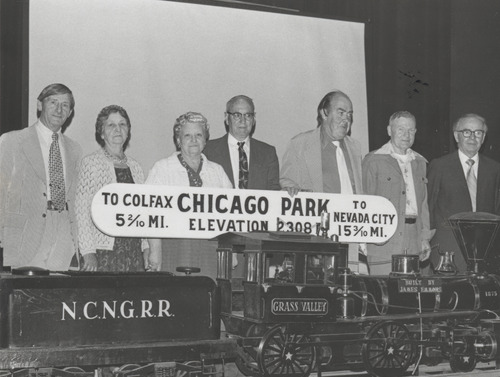 TO COLFAX CHICAGO PARK TO
NEVADA CITY
5 2/10 MI. ELEVATION 2308 15 3/10 MI.
N.C.N.G.R.R.
GRASS VALLEY
BUILT BY